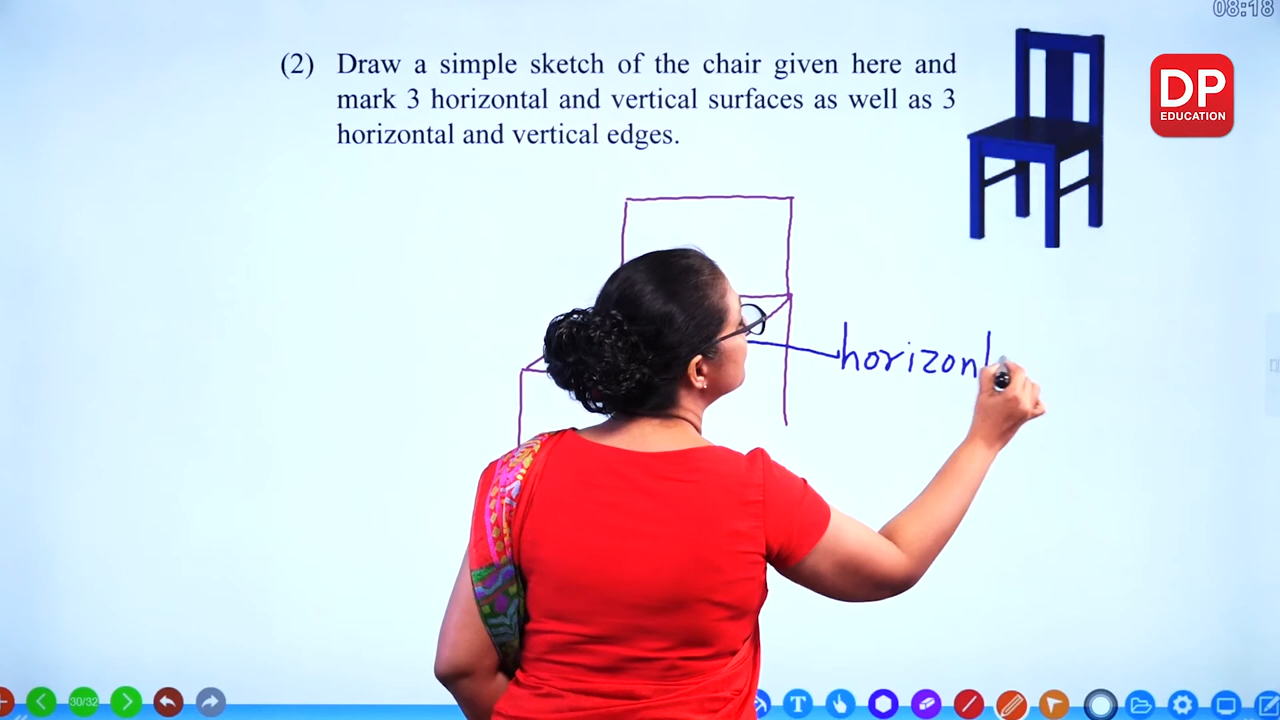 08:18
(2) Draw a simple sketch of the chair given here and
mark 3 horizontal and vertical surfaces as well as 3
horizontal and vertical edges.
DP
EDUCATION
horizont
30/32
T